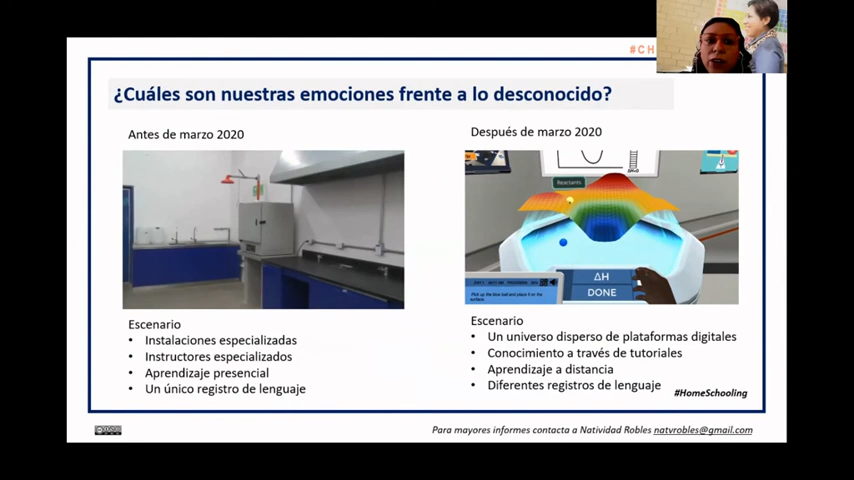 #CH
¿Cuáles son nuestras emociones frente a lo desconocido?
Antes de marzo 2020
Después de marzo 2020
Reactants
ΔH
DONE
Escenario
• Instalaciones especializadas
• Instructores especializados
• Aprendizaje presencial
• Un único registro de lenguaje
Escenario
• Un universo disperso de plataformas digitales
• Conocimiento a través de tutoriales
• Aprendizaje a distancia
• Diferentes registros de lenguaje
#HomeSchooling
Para mayores informes contacta a Natividad Robles natvrobles@gmail.com